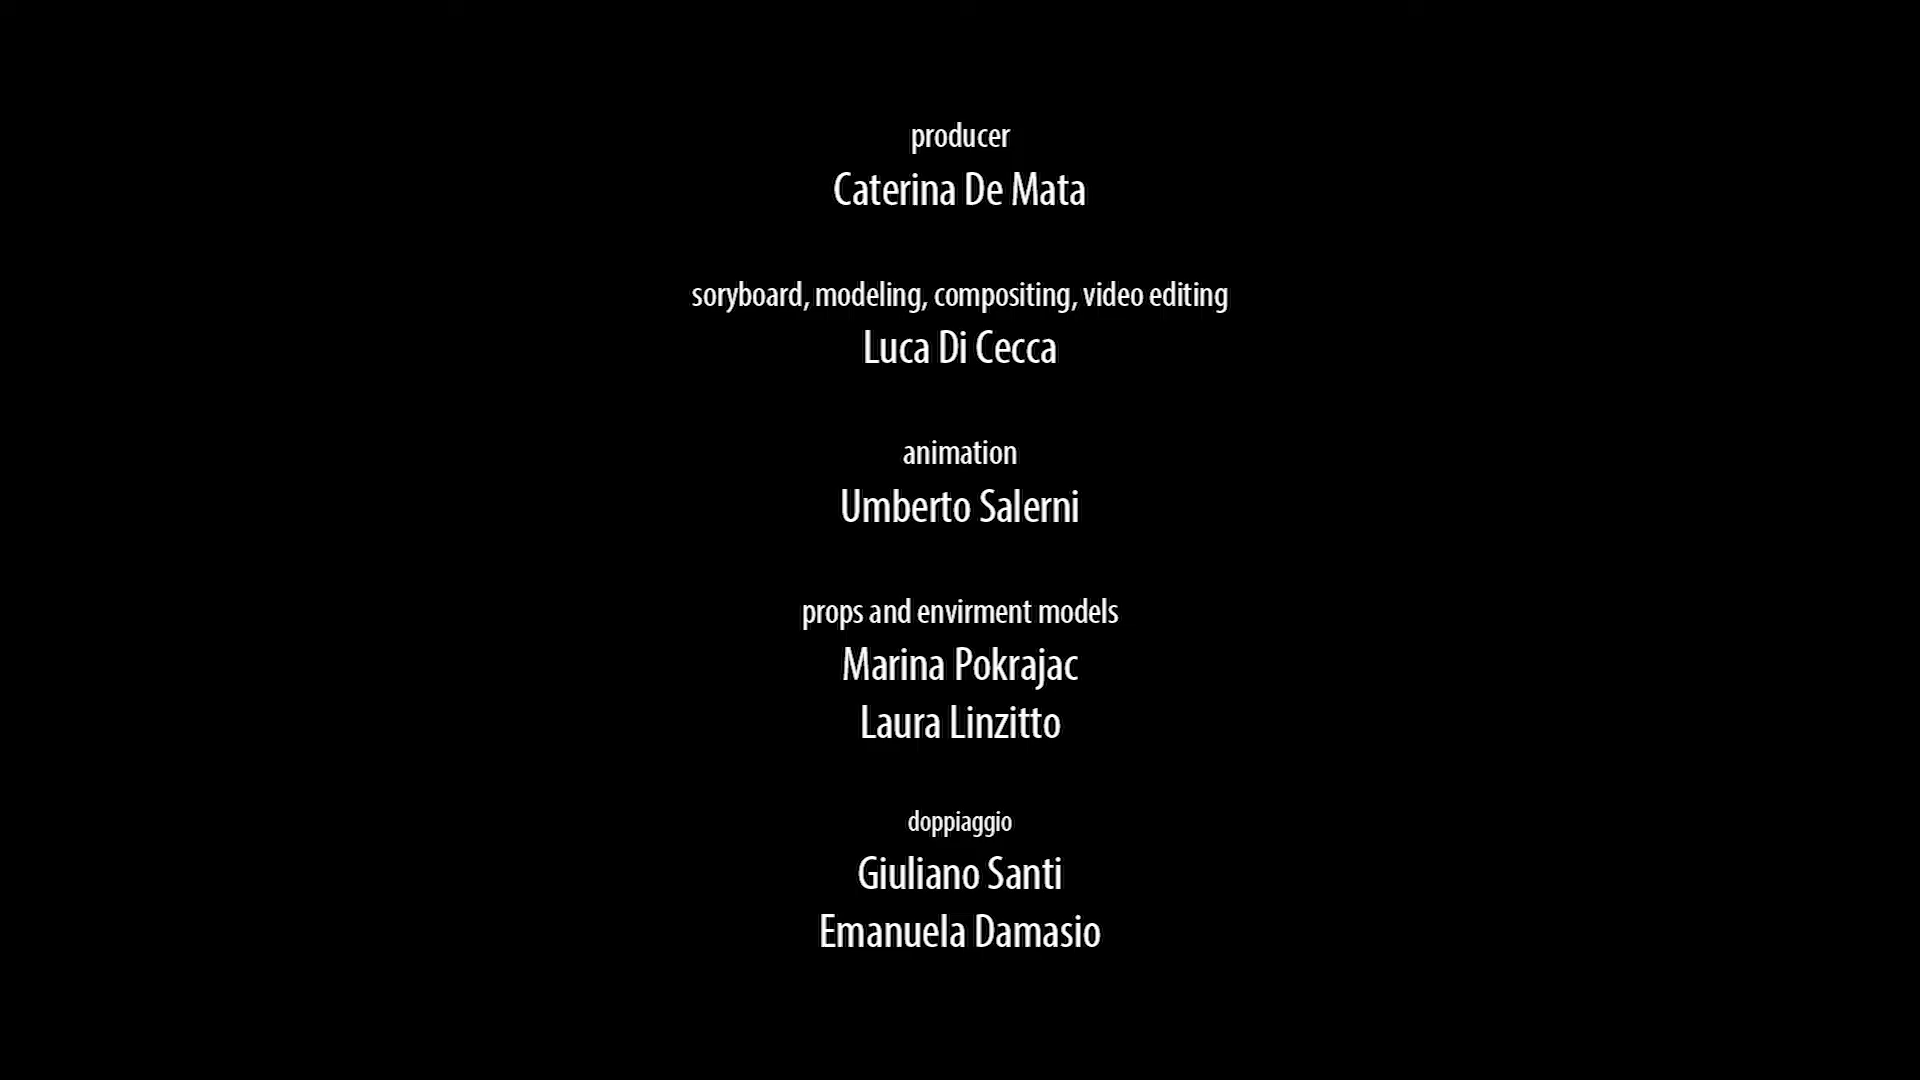 producer
Caterina De Mata
soryboard, modeling, compositing, video editing
Luca Di Cecca
animation
Umberto Salerni
props and envirment models
Marina Pokrajac
Laura Linzitto
doppiaggio
Giuliano Santi
Emanuela Damasio